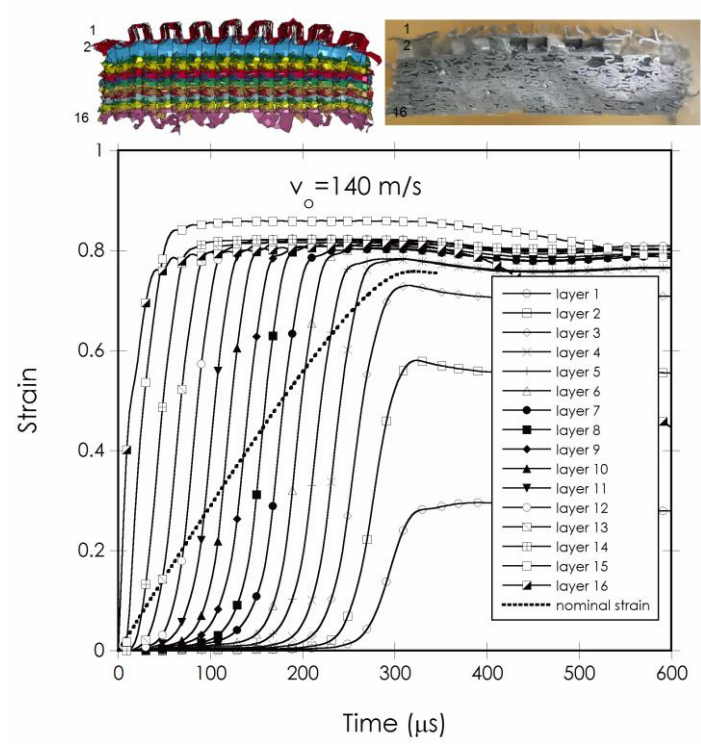 1
2
16
1
2
16
v₀=140 m/s
1
0.8
0.6
0.4
0.2
0
Strain
layer 1
layer 2
layer 3
layer 4
layer 5
layer 6
layer 7
layer 8
layer 9
layer 10
layer 11
layer 12
layer 13
layer 14
layer 15
layer 16
nominal strain
0
100
200
300
400
500
600
Time (μs)